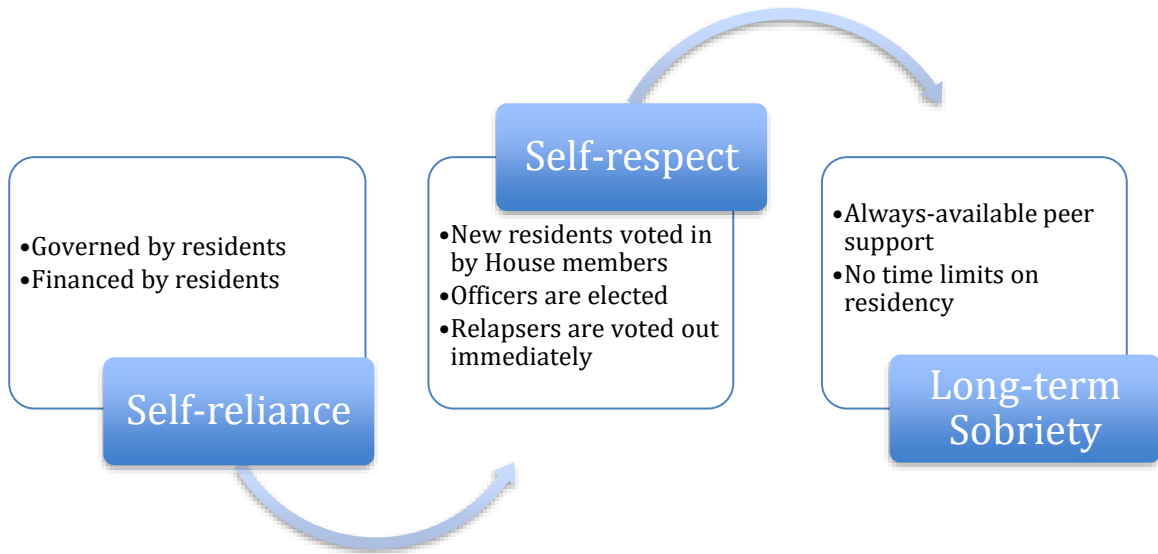 •Governed by residents
•Financed by residents
Self-reliance
Self-respect
•New residents voted in
by House members
•Officers are elected
•Relapsers are voted out
immediately
•Always-available peer
support
•No time limits on
residency
Long-term
Sobriety